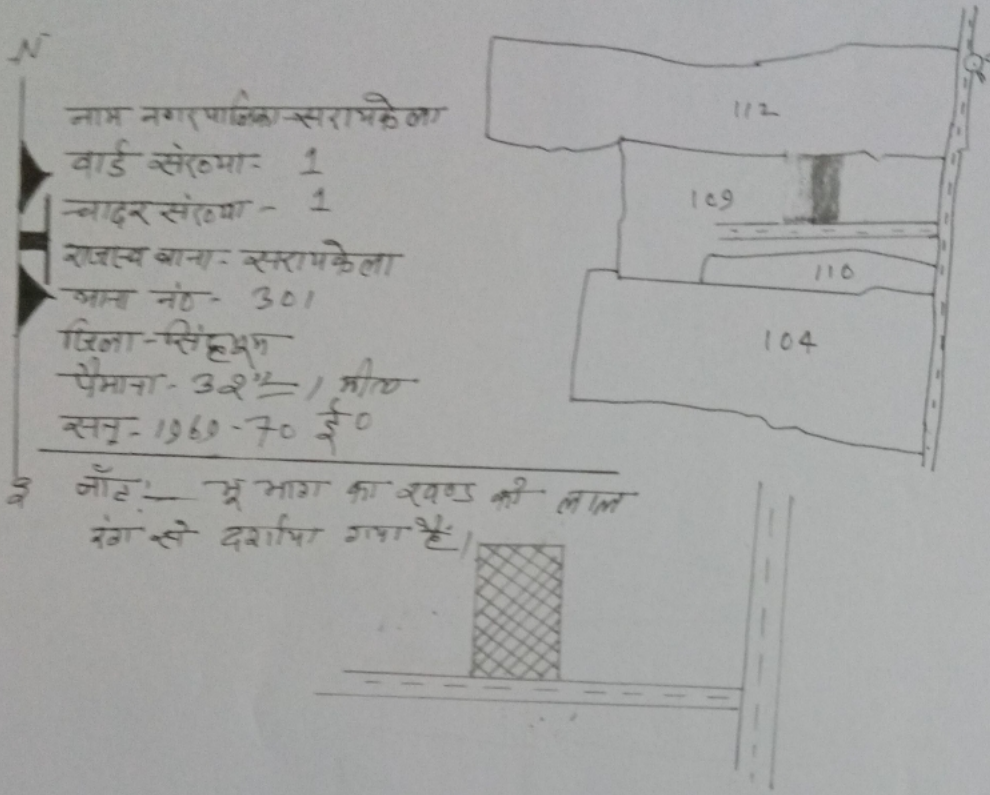 N
नाम नगरपालिका-सरायकेला
वार्ड संख्या- 1
चादर संख्या - 1
राजस्व थाना- सरायकेला
थाना नं०- 301
जिला-सिंहभूम
पैमाना- 32" = 1 मील
सन्- 1969-70 ई०
नोट:- भू भाग का खण्ड को लाल
रंग से दर्शाया गया है।
112
109
110
104